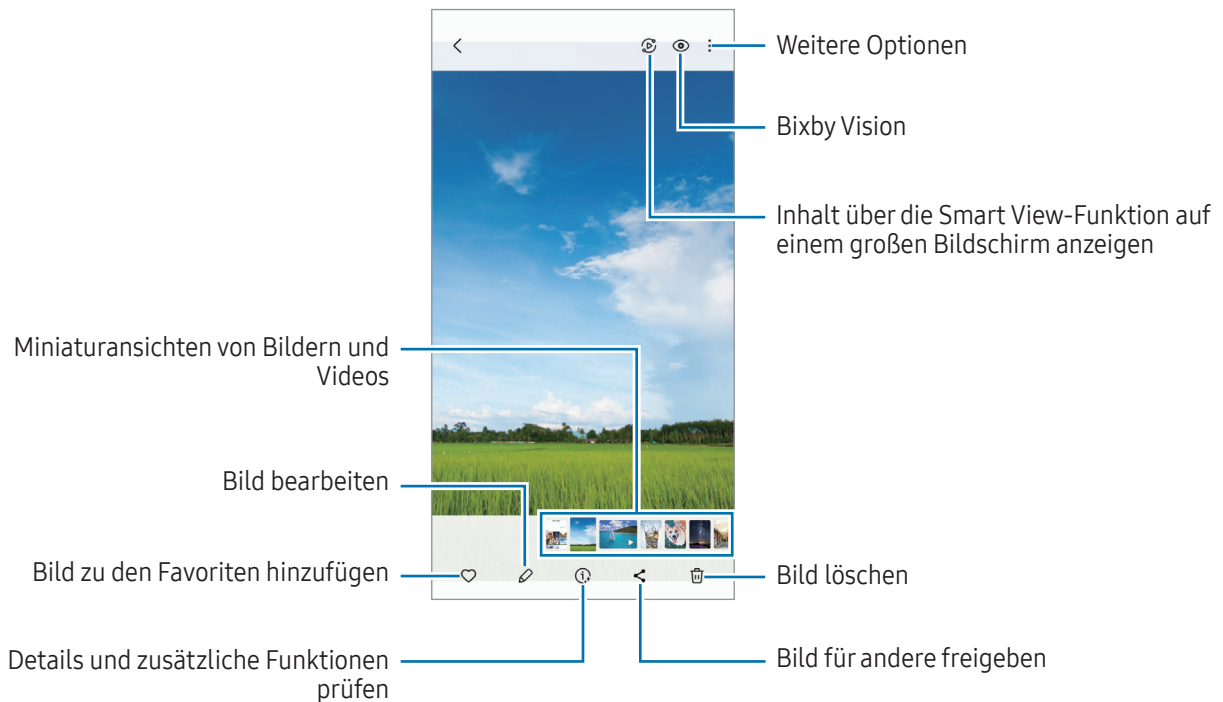 Weitere Optionen
Bixby Vision
Inhalt über die Smart View-Funktion auf
einem großen Bildschirm anzeigen
Miniaturansichten von Bildern und
Videos
Bild bearbeiten
Bild zu den Favoriten hinzufügen
Bild löschen
Details und zusätzliche Funktionen
prüfen
Bild für andere freigeben